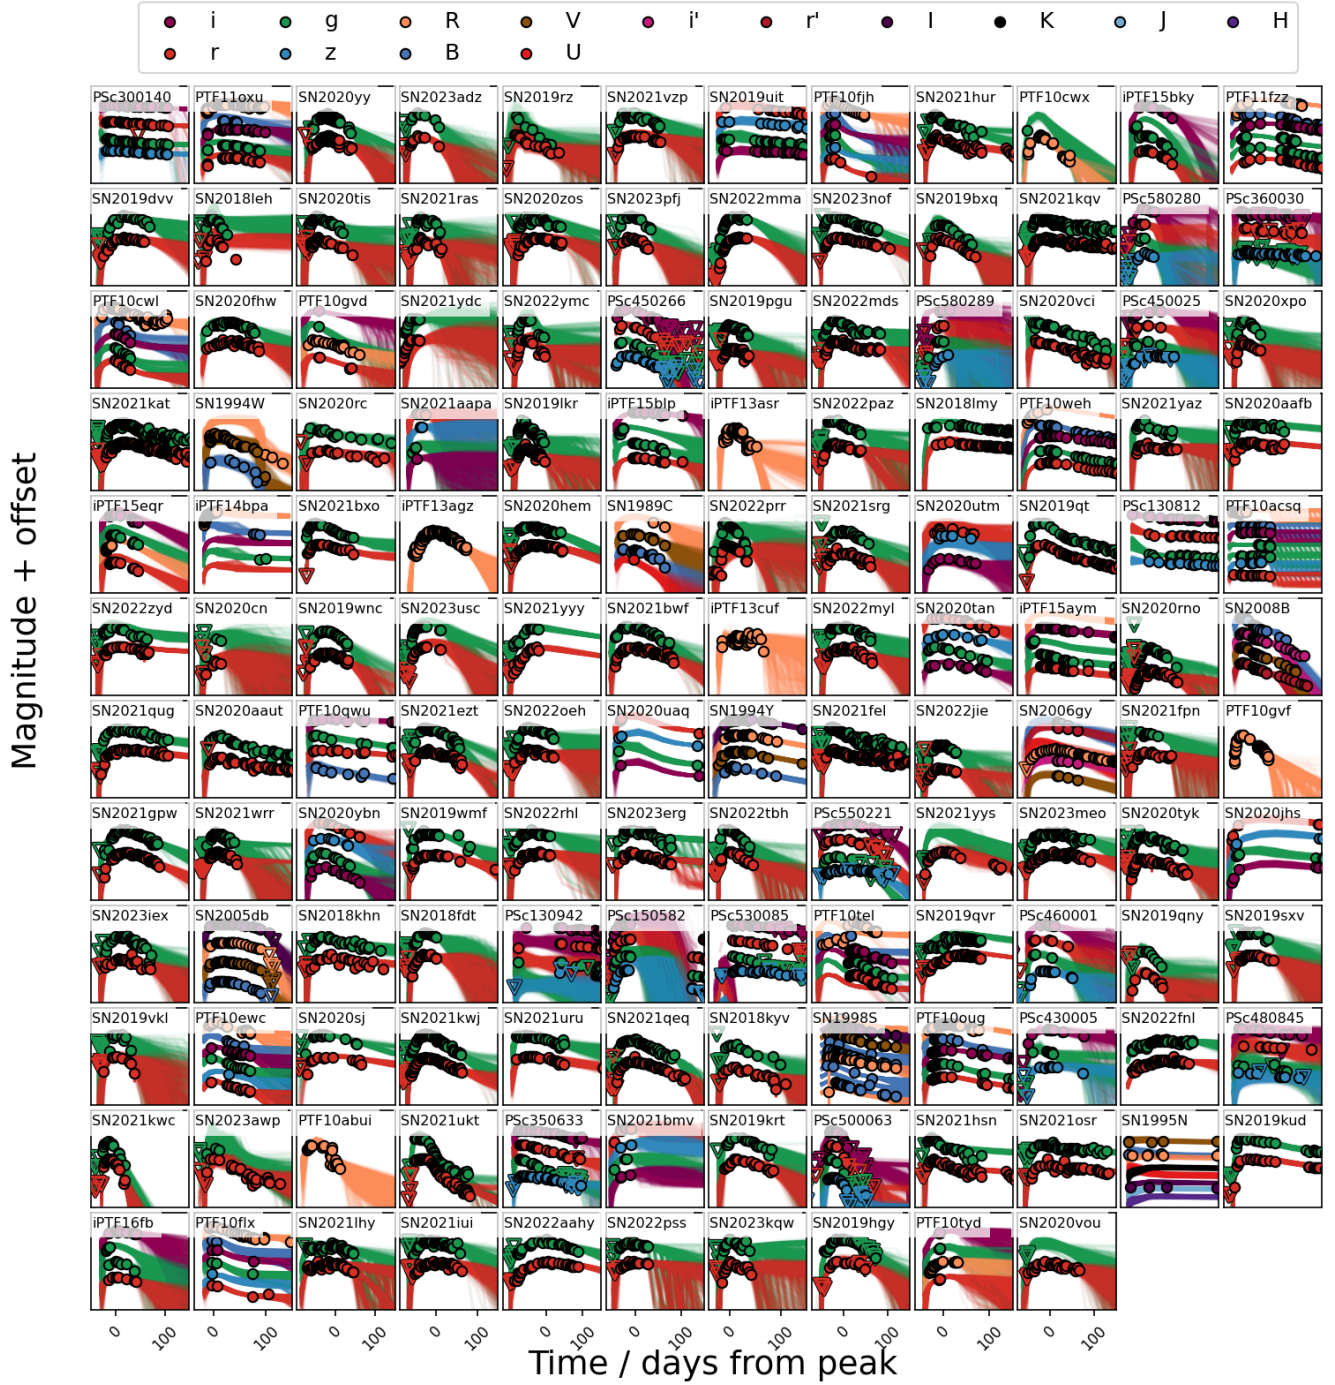 i g R V i' r' I K J H
r z B U
PSc300140 PTF11oxu SN2020yy SN2023adz SN2019rz SN2021vzp SN2019uit PTF10fjh SN2021hur PTF10cwx iPTF15bky PTF11fzz
SN2019dvv SN2018leh SN2020tis SN2021ras SN2020zos SN2023pfj SN2022mma SN2023nof SN2019bxq SN2021kqv PSc580280 PSc360030
PTF10cwl SN2020fhw PTF10gvd SN2021ydc SN2022ymc PSc450266 SN2019pgu SN2022mds PSc580289 SN2020vci PSc450025 SN2020xpo
SN2021kat SN1994W SN2020rc SN2021aapa SN2019lkr iPTF15blp iPTF13asr SN2022paz SN2018lmy PTF10weh SN2021yaz SN2020aafb
iPTF15eqr iPTF14bpa SN2021bxo iPTF13agz SN2020hem SN1989C SN2022prr SN2021srg SN2020utm SN2019qt PSc130812 PTF10acsq
SN2022zyd SN2020cn SN2019wnc SN2023usc SN2021yyy SN2021bwf iPTF13cuf SN2022myl SN2020tan iPTF15aym SN2020rno SN2008B
SN2021qug SN2020aaut PTF10qwu SN2021ezt SN2022oeh SN2020uaq SN1994Y SN2021fel SN2022jie SN2006gy SN2021fpn PTF10gvf
SN2021gpw SN2021wrr SN2020ybn SN2019wmf SN2022rhl SN2023erg SN2022tbh PSc550221 SN2021yys SN2023meo SN2020tyk SN2020jhs
SN2023iex SN2005db SN2018khn SN2018fdt PSc130942 PSc150582 PSc530085 PTF10tel SN2019qvr PSc460001 SN2019qny SN2019sxv
SN2019vkl PTF10ewc SN2020sj SN2021kwj SN2021uru SN2021qeq SN2018kyv SN1998S PTF10oug PSc430005 SN2022fnl PSc480845
SN2021kwc SN2023awp PTF10abui SN2021ukt PSc350633 SN2021bmv SN2019krt PSc500063 SN2021hsn SN2021osr SN1995N SN2019kud
iPTF16fb PTF10flx SN2021lhy SN2021iui SN2022aahy SN2022pss SN2023kqw SN2019hgy PTF10tyd SN2020vou
0 100 0 100 0 100 0 100 0 100 0 100 0 100 0 100 0 100 0 100
Time / days from peak
Magnitude + offset